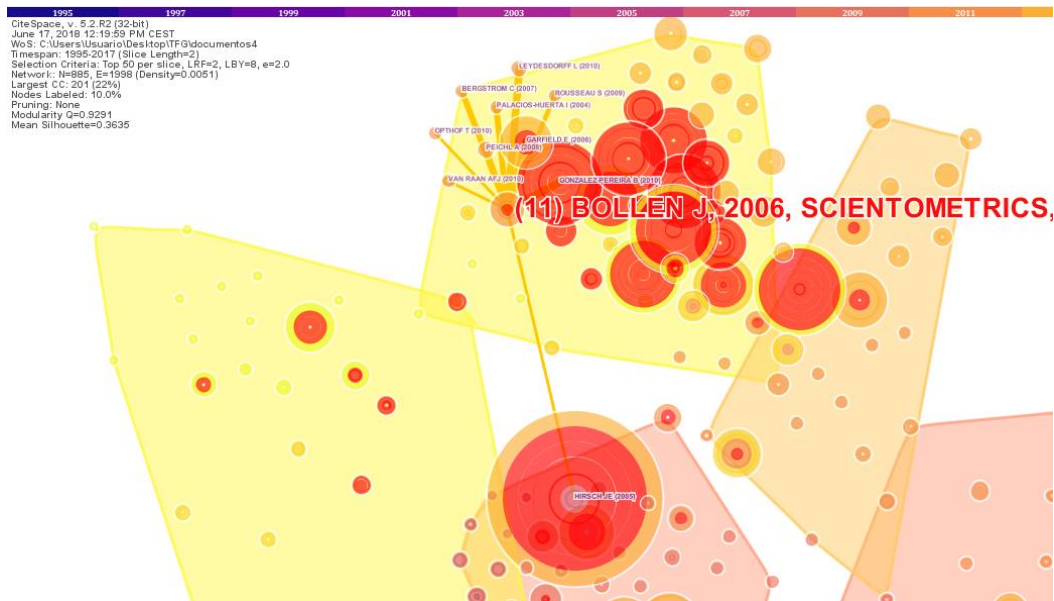 1995 1997 1999 2001 2003 2005 2007 2009 2011
CiteSpace, v. 5.2.R2 (32-bit)
June 17, 2018 12:19:59 PM CEST
WoS: C:\Users\Usuario\Desktop\TFG\documentos4
Timespan: 1995-2017 (Slice Length=2)
Selection Criteria: Top 50 per slice, LRF=2, LBY=8, e=2.0
Network: N=885, E=1998 (Density=0.0051)
Largest CC: 201 (22%)
Nodes Labeled: 10.0%
Pruning: None
Modularity Q=0.9291
Mean Silhouette=0.3635
LEYDESDORFF L (2010)
BERGSTROM C (2007)
ROUSSEAU S (2009)
PALACIOS-HUERTA I (2004)
OPTHOF T (2010)
GARFIELD E (2006)
PEICHL A (2008)
VAN RAAN AFJ (2010)
GONZALEZ-PEREIRA B (2010)
(11) BOLLEN J, 2006, SCIENTOMETRICS,
HIRSCH JE (2005)